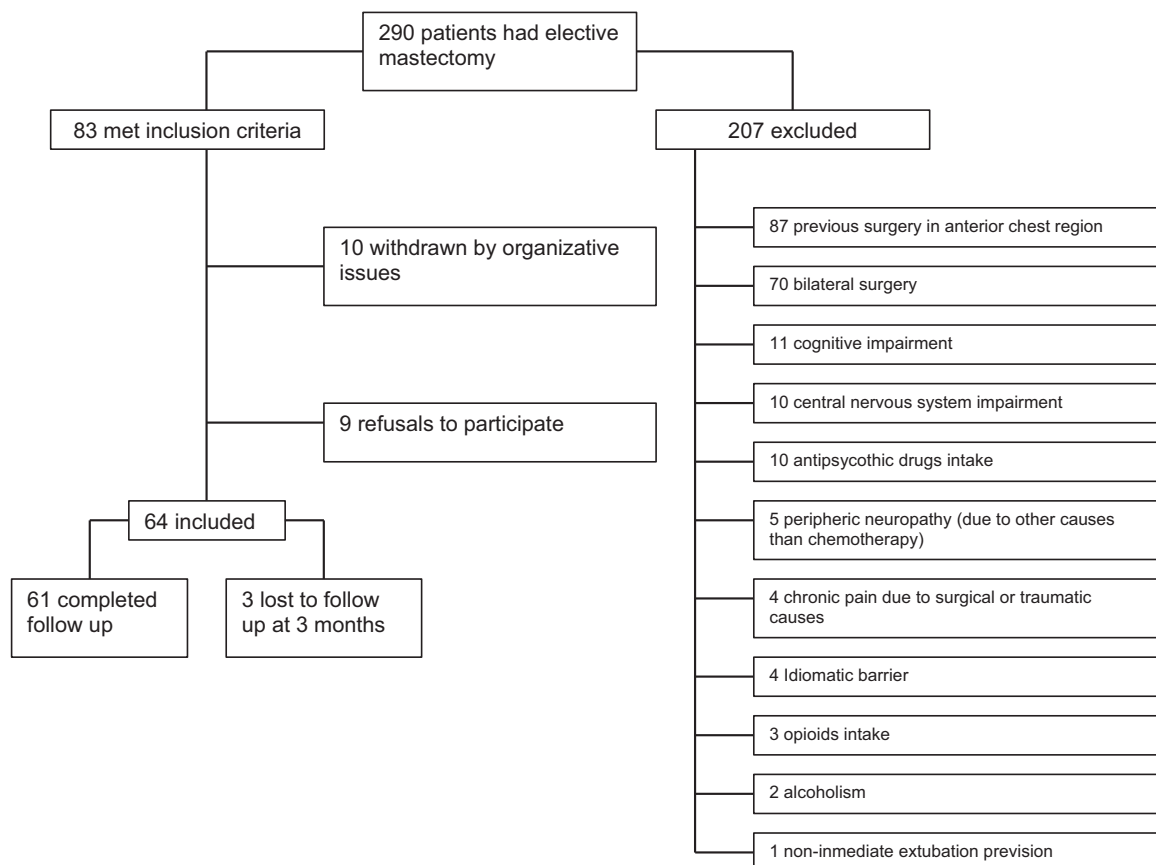 290 patients had elective
mastectomy
83 met inclusion criteria
207 excluded
10 withdrawn by organizative
issues
9 refusals to participate
64 included
61 completed
follow up
3 lost to follow
up at 3 months
87 previous surgery in anterior chest region
70 bilateral surgery
11 cognitive impairment
10 central nervous system impairment
10 antipsycothic drugs intake
5 peripheric neuropathy (due to other causes
than chemotherapy)
4 chronic pain due to surgical or traumatic
causes
4 Idiomatic barrier
3 opioids intake
2 alcoholism
1 non-inmediate extubation prevision